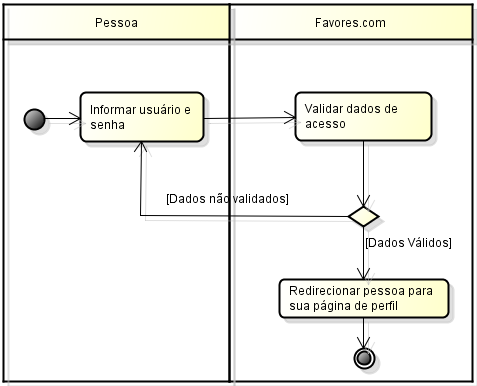 Pessoa
Favores.com
Informar usuário e
senha
Validar dados de
acesso
[Dados não validados]
[Dados Válidos]
Redirecionar pessoa para
sua página de perfil